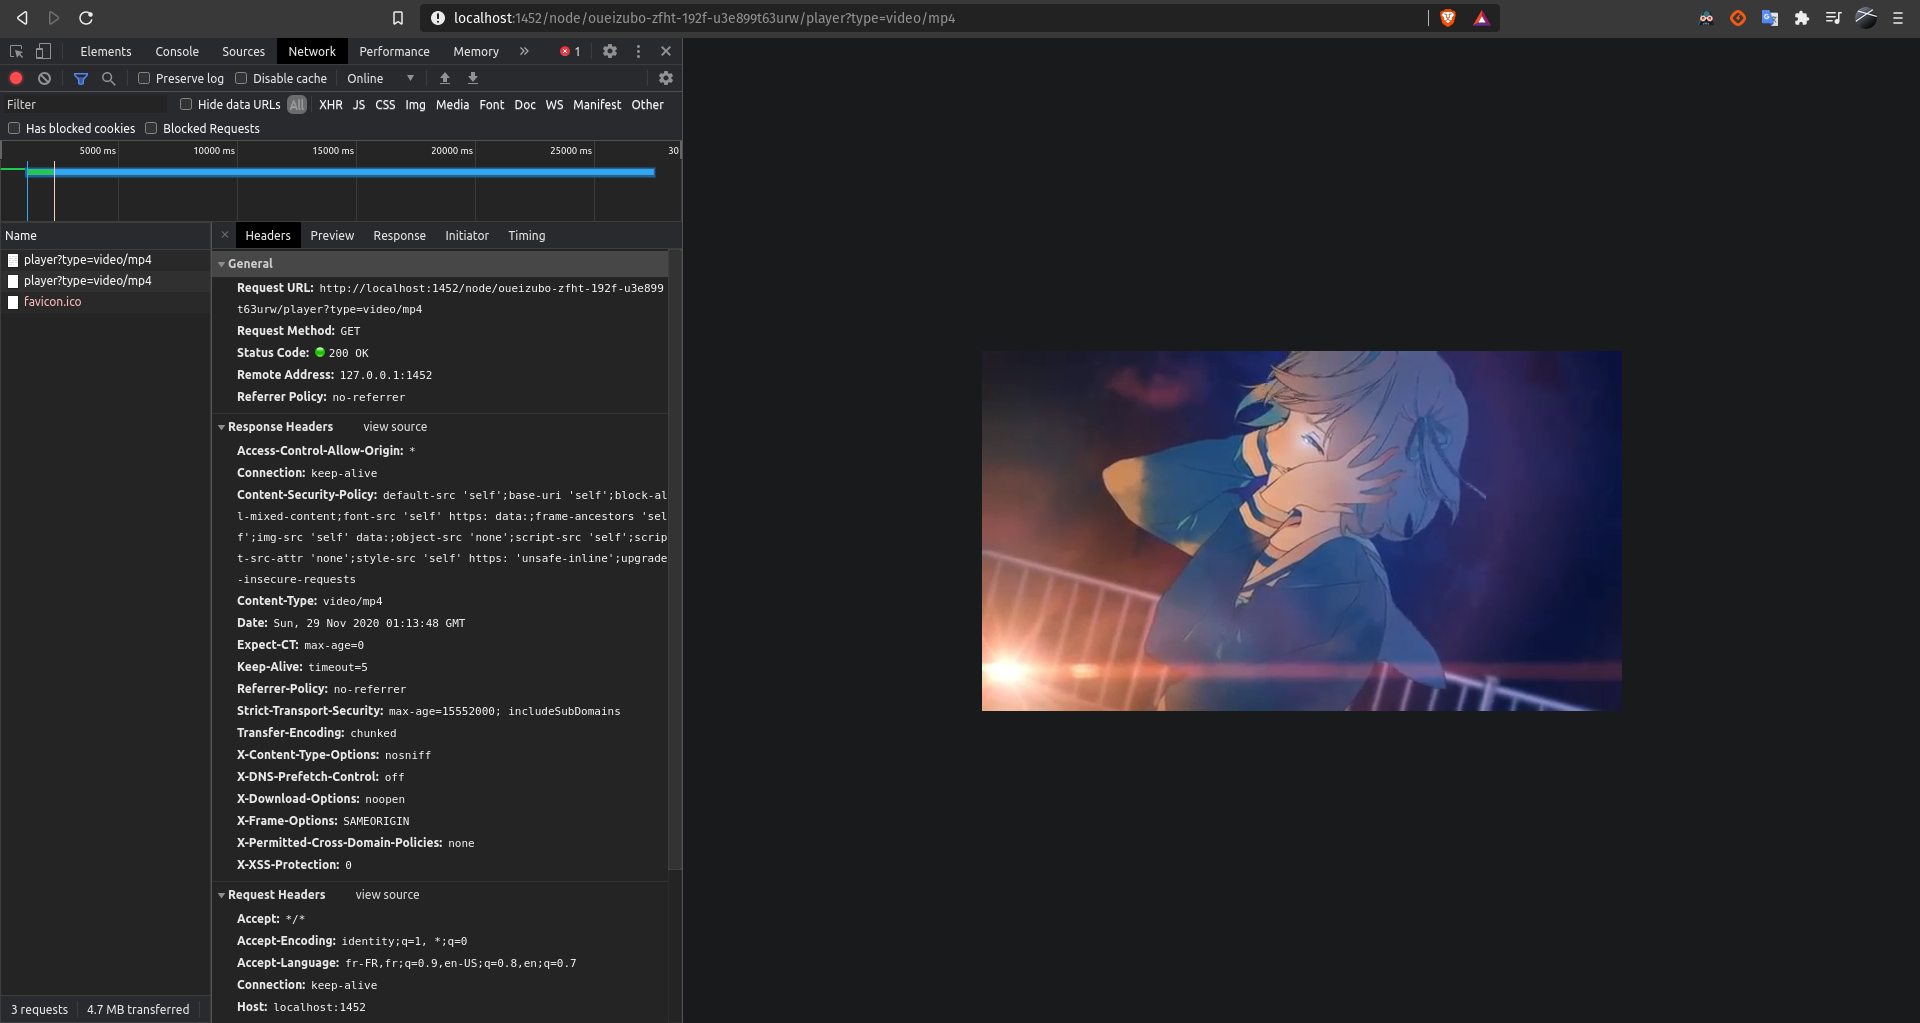 localhost:1452/node/oueizubo-zfht-192f-u3e899t63urw/player?type=video/mp4
Elements Console Sources Network Performance Memory » 1
Preserve log Disable cache Online
Filter Hide data URLs All XHR JS CSS Img Media Font Doc WS Manifest Other
Has blocked cookies Blocked Requests
5000 ms 10000 ms 15000 ms 20000 ms 25000 ms 30
Name
player?type=video/mp4
player?type=video/mp4
favicon.ico
× Headers Preview Response Initiator Timing
General
Request URL: http://localhost:1452/node/oueizubo-zfht-192f-u3e899
t63urw/player?type=video/mp4
Request Method: GET
Status Code: 200 OK
Remote Address: 127.0.0.1:1452
Referrer Policy: no-referrer
Response Headers view source
Access-Control-Allow-Origin: *
Connection: keep-alive
Content-Security-Policy: default-src 'self';base-uri 'self';block-al
l-mixed-content;font-src 'self' https: data:;frame-ancestors 'sel
f';img-src 'self' data:;object-src 'none';script-src 'self';scrip
t-src-attr 'none';style-src 'self' https: 'unsafe-inline';upgrade
-insecure-requests
Content-Type: video/mp4
Date: Sun, 29 Nov 2020 01:13:48 GMT
Expect-CT: max-age=0
Keep-Alive: timeout=5
Referrer-Policy: no-referrer
Strict-Transport-Security: max-age=15552000; includeSubDomains
Transfer-Encoding: chunked
X-Content-Type-Options: nosniff
X-DNS-Prefetch-Control: off
X-Download-Options: noopen
X-Frame-Options: SAMEORIGIN
X-Permitted-Cross-Domain-Policies: none
X-XSS-Protection: 0
Request Headers view source
Accept: */*
Accept-Encoding: identity;q=1, *;q=0
Accept-Language: fr-FR,fr;q=0.9,en-US;q=0.8,en;q=0.7
Connection: keep-alive
Host: localhost:1452
3 requests 4.7 MB transferred